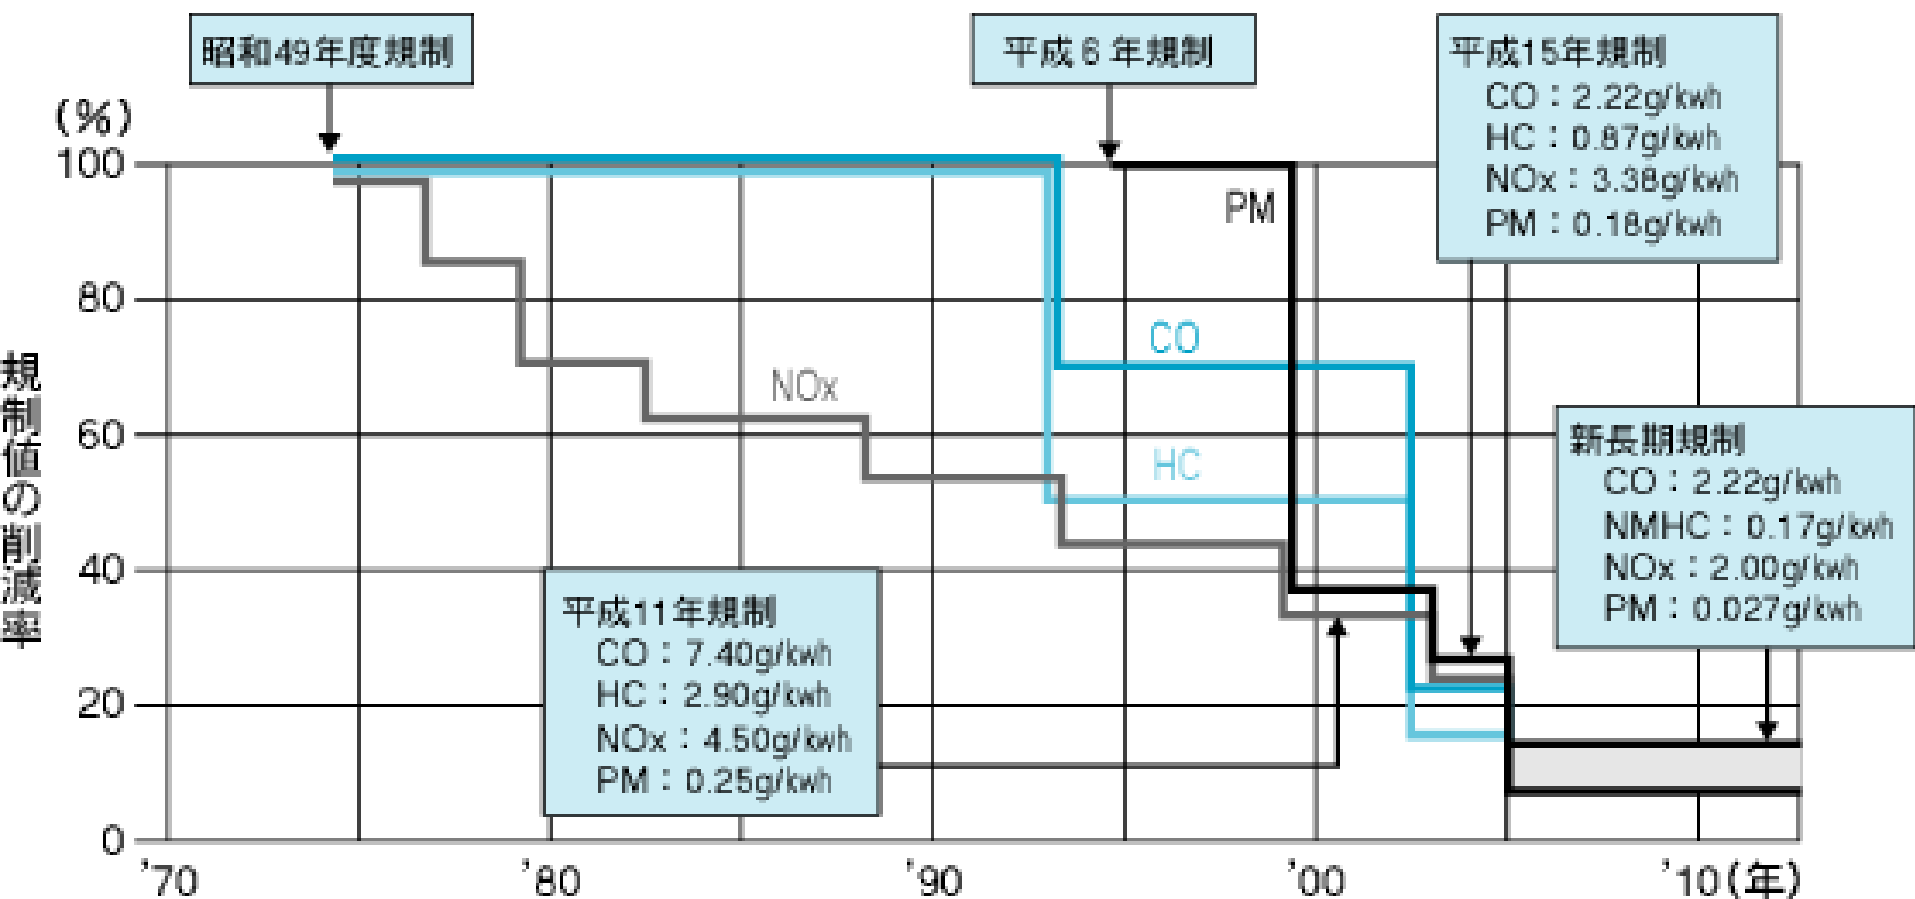 昭和49年度規制
平成6年規制
平成15年規制
CO：2.22g/kwh
HC：0.87g/kwh
NOx：3.38g/kwh
PM：0.18g/kwh
(%)
100
80
60
40
20
0
規制値の削減率
PM
CO
NOx
HC
新長期規制
CO：2.22g/kwh
NMHC：0.17g/kwh
NOx：2.00g/kwh
PM：0.027g/kwh
平成11年規制
CO：7.40g/kwh
HC：2.90g/kwh
NOx：4.50g/kwh
PM：0.25g/kwh
'70 '80 '90 '00 '10(年)